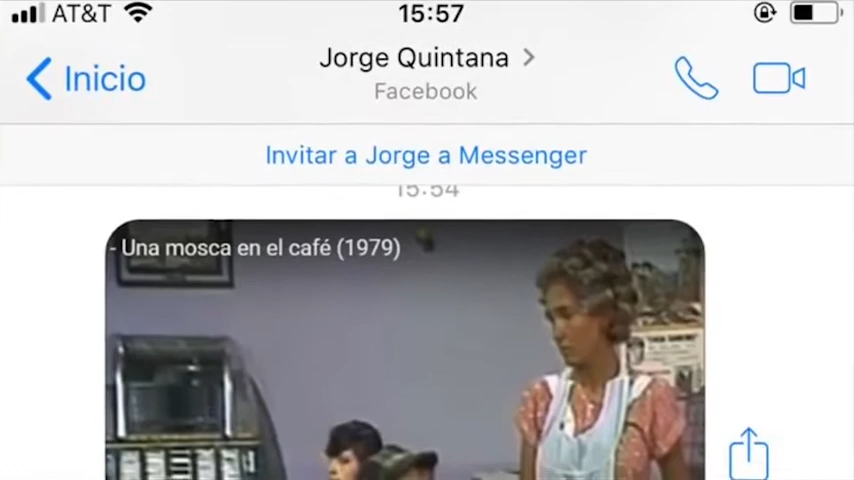 AT&T 15:57
Inicio
Jorge Quintana
Facebook
Invitar a Jorge a Messenger
15:54
- Una mosca en el café (1979)